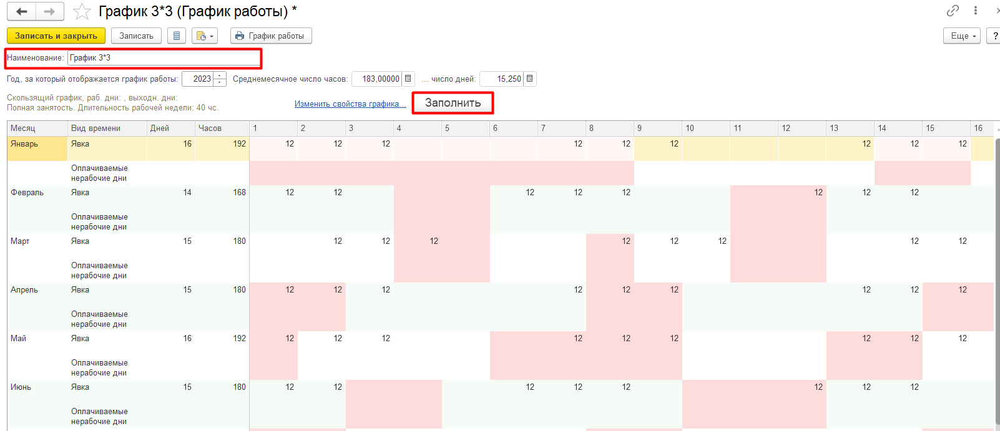 График 3*3 (График работы) *
Записать и закрыть Записать График работы Еще ?
Наименование: График 3*3
Год, за который отображается график работы: 2023 Среднемесячное число часов: 183,00000 ... число дней: 15,250
Скользящий график, раб. дни: , выходн. дни:
Полная занятость. Длительность рабочей недели: 40 чс.
Изменить свойства графика... Заполнить
Месяц Вид времени Дней Часов 1 2 3 4 5 6 7 8 9 10 11 12 13 14 15 16
Январь Явка 16 192 12 12 12 12 12 12 12 12 12
Оплачиваемые
нерабочие дни
Февраль Явка 14 168 12 12 12 12 12 12 12 12
Оплачиваемые
нерабочие дни
Март Явка 15 180 12 12 12 12 12 12 12 12
Оплачиваемые
нерабочие дни
Апрель Явка 15 180 12 12 12 12 12 12 12 12 12
Оплачиваемые
нерабочие дни
Май Явка 16 192 12 12 12 12 12 12 12 12 12
Оплачиваемые
нерабочие дни
Июнь Явка 15 180 12 12 12 12 12 12 12 12
Оплачиваемые
нерабочие дни